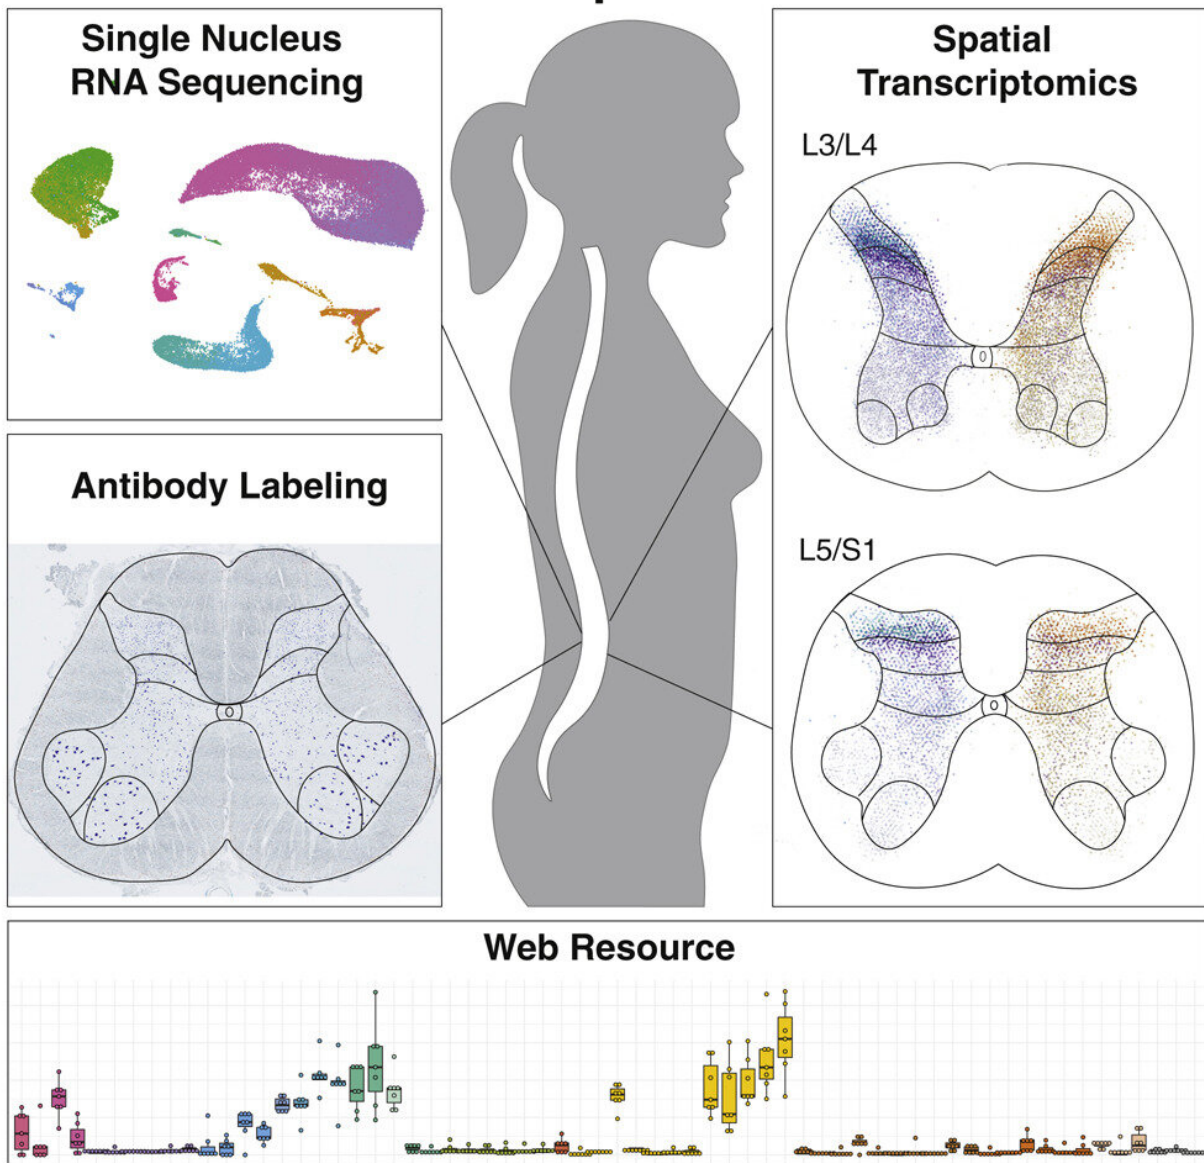 Single Nucleus
RNA Sequencing
Spatial
Transcriptomics
L3/L4
Antibody Labeling
L5/S1
Web Resource